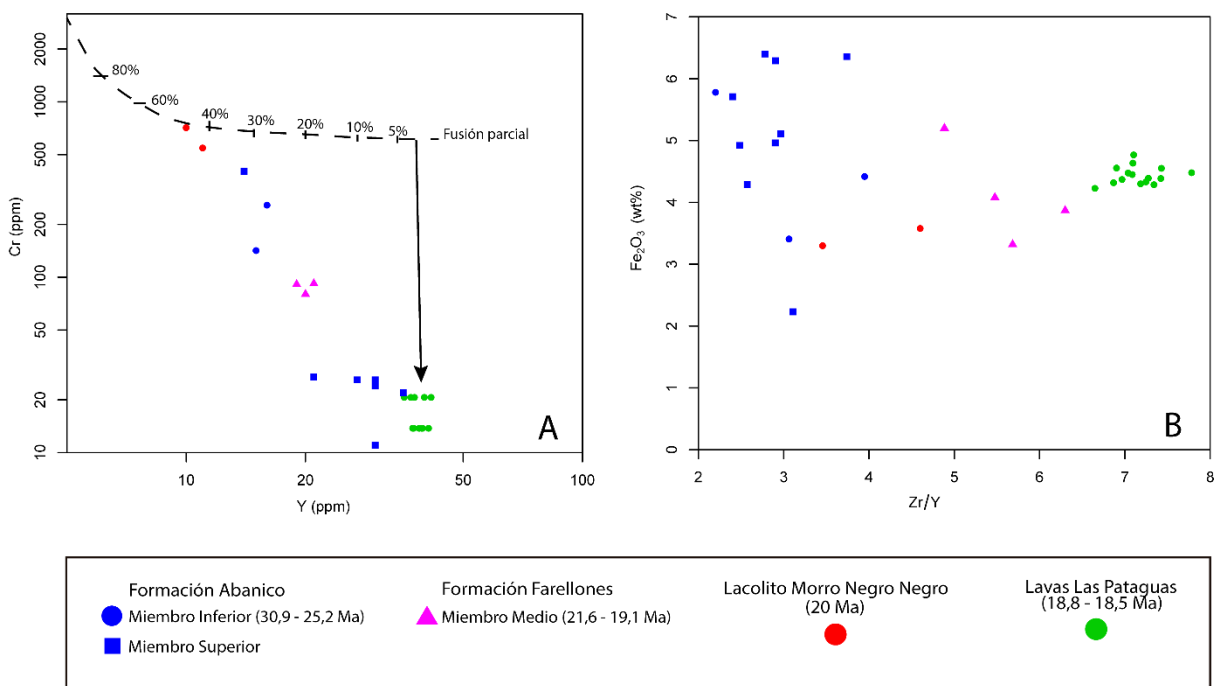 2000
1000
500
200
100
50
20
10
Cr (ppm)
80%
60%
40%
30%
20%
10%
5%
Fusión parcial
A
10
20
50
100
Y (ppm)
7
6
5
4
3
2
1
0
Fe2O3 (wt%)
B
2
3
4
5
6
7
8
Zr/Y
Formación Abanico
Miembro Inferior (30,9 - 25,2 Ma)
Miembro Superior
Formación Farellones
Miembro Medio (21,6 - 19,1 Ma)
Lacolito Morro Negro Negro
(20 Ma)
Lavas Las Pataguas
(18,8 - 18,5 Ma)